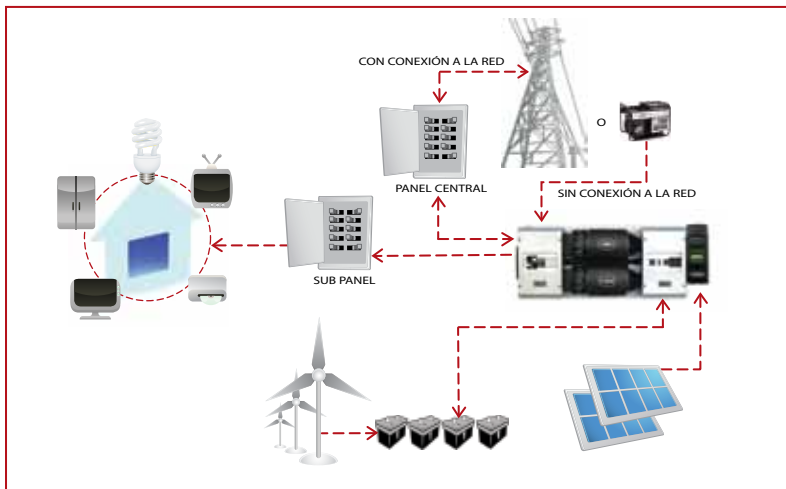 CON CONEXIÓN A LA RED
O
PANEL CENTRAL
SIN CONEXIÓN A LA RED
SUB PANEL